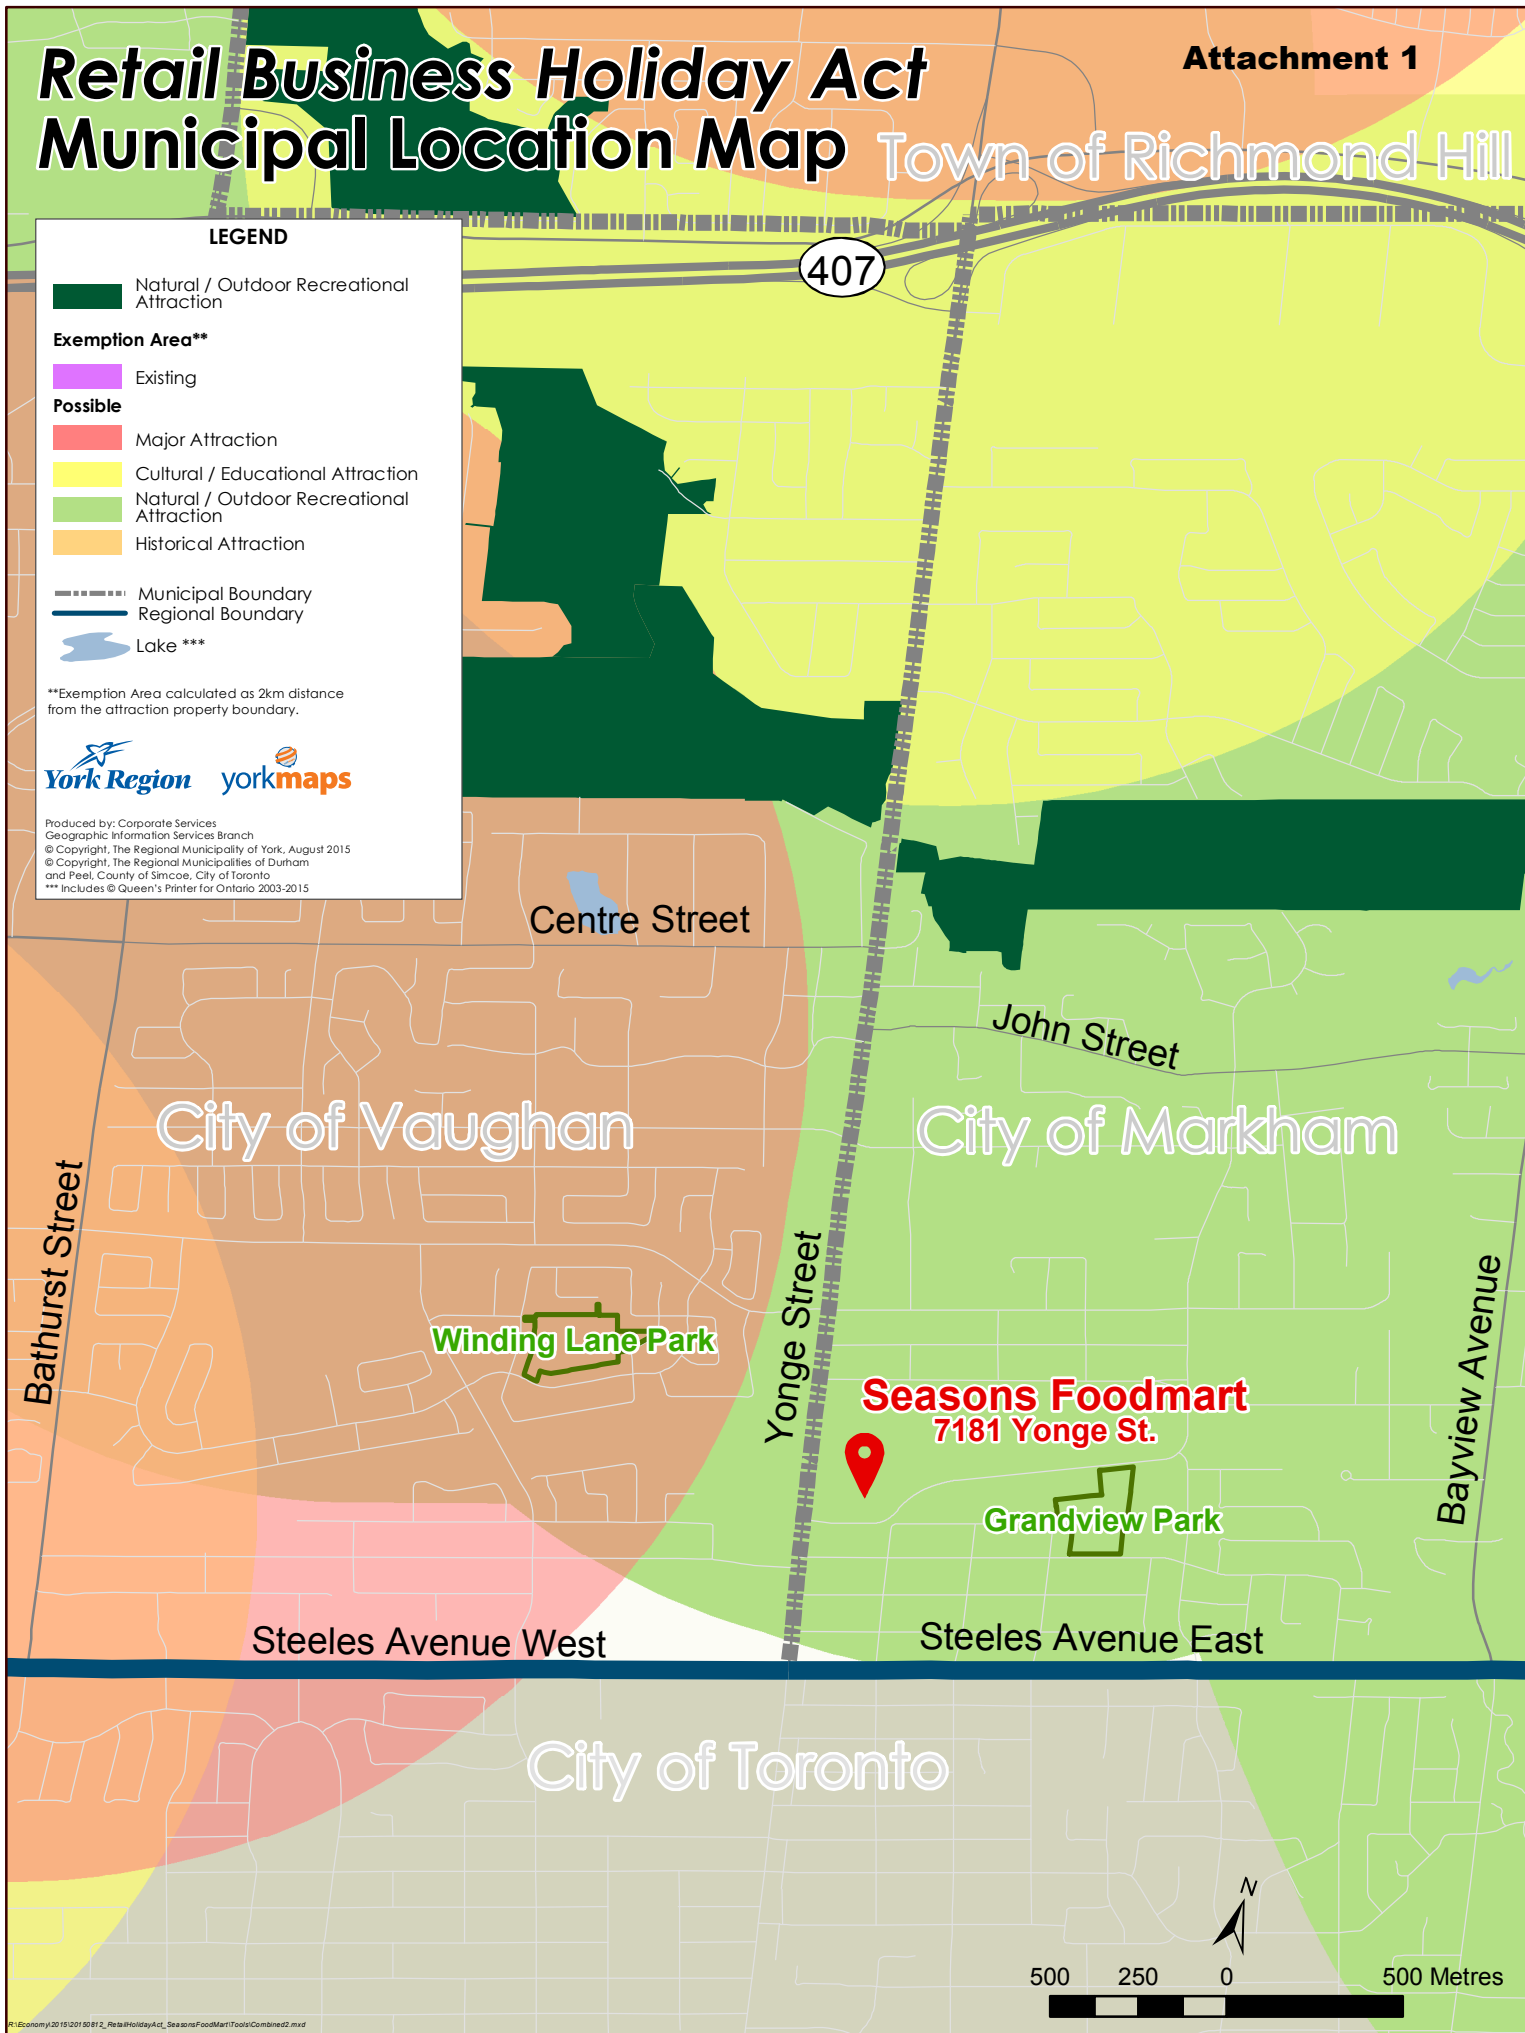 Retail Business Holiday Act
Municipal Location Map
Attachment 1
Town of Richmond Hill
407
LEGEND
Natural / Outdoor Recreational
Attraction
Exemption Area**
Existing
Possible
Major Attraction
Cultural / Educational Attraction
Natural / Outdoor Recreational
Attraction
Historical Attraction
Municipal Boundary
Regional Boundary
Lake ***
**Exemption Area calculated as 2km distance
from the attraction property boundary.
York Region
yorkmaps
Produced by: Corporate Services
Geographic Information Services Branch
© Copyright, The Regional Municipality of York, August 2015
© Copyright, The Regional Municipalities of Durham
and Peel, County of Simcoe, City of Toronto
*** Includes © Queen's Printer for Ontario 2003-2015
Centre Street
John Street
City of Vaughan
City of Markham
Bathurst Street
Yonge Street
Bayview Avenue
Winding Lane Park
Seasons Foodmart
7181 Yonge St.
Grandview Park
Steeles Avenue West
Steeles Avenue East
City of Toronto
N
500 250 0 500 Metres
R:\Economy\2015\20150812_RetailHolidayAct_SeasonsFoodMart\Tools\Combined2.mxd